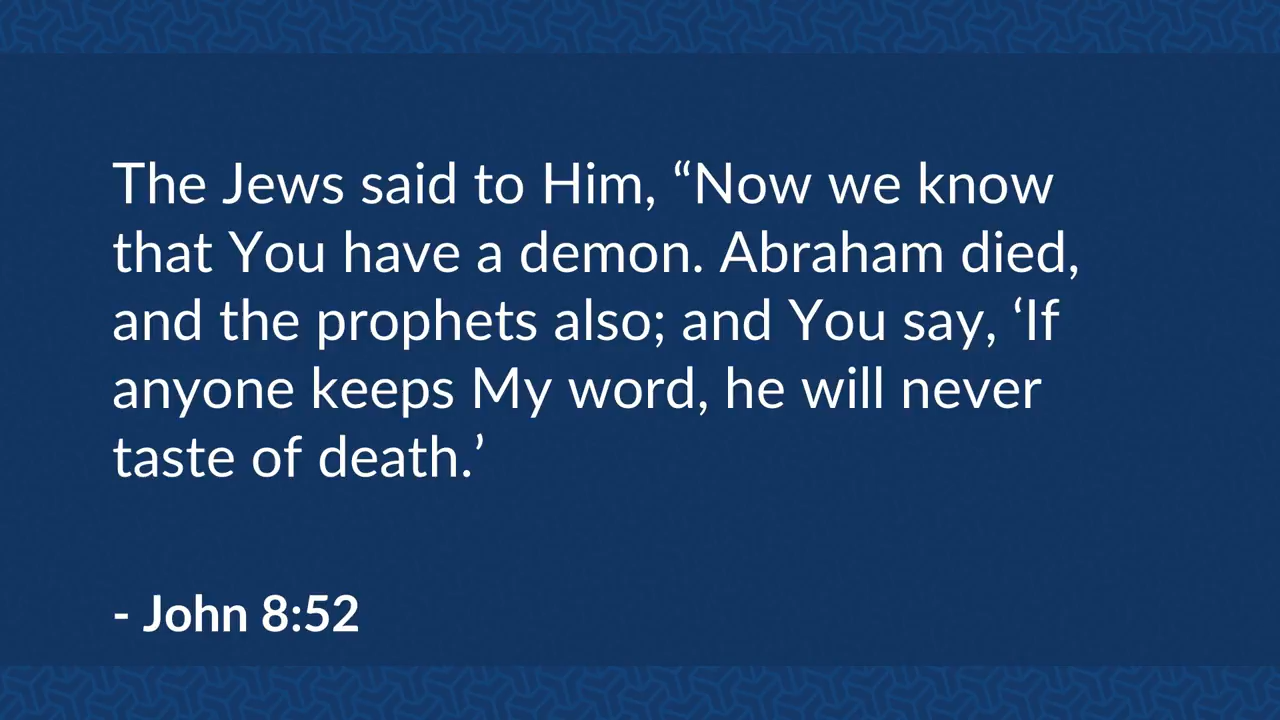 The Jews said to Him, “Now we know
that You have a demon. Abraham died,
and the prophets also; and You say, ‘If
anyone keeps My word, he will never
taste of death.’
- John 8:52